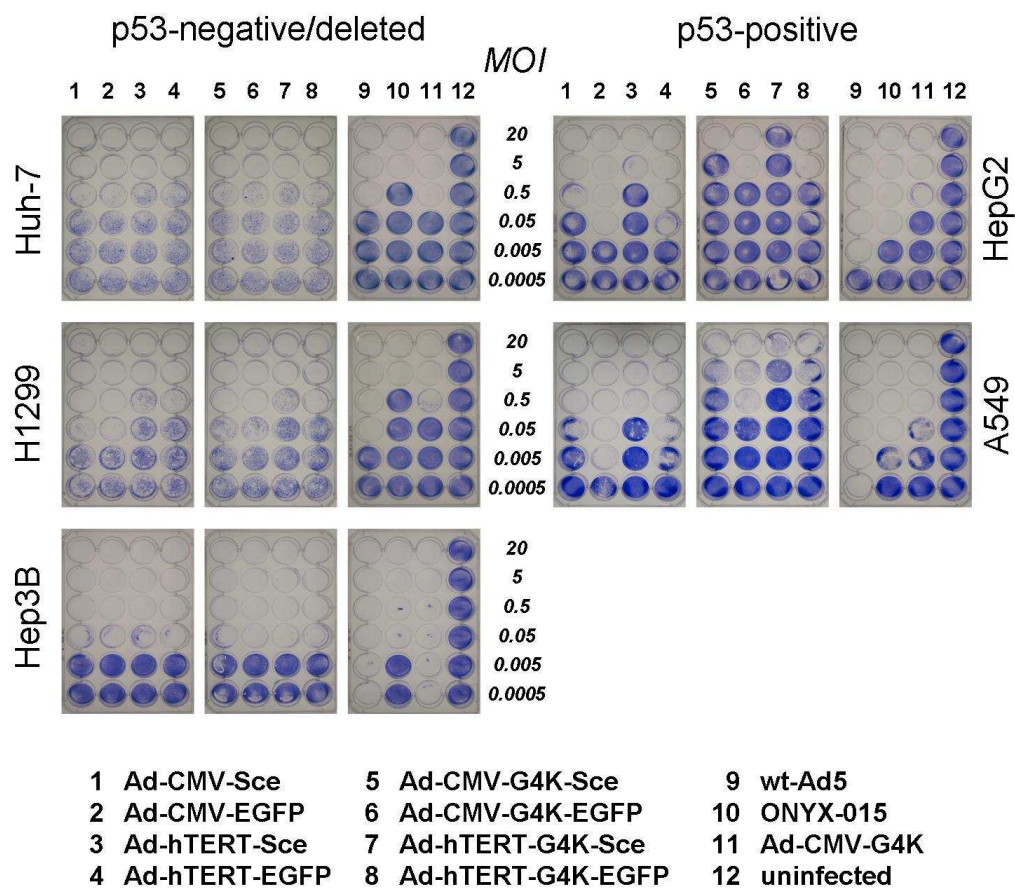 p53-negative/deleted p53-positive
MOI
1 2 3 4 5 6 7 8 9 10 11 12 1 2 3 4 5 6 7 8 9 10 11 12
Huh-7
20
5
0.5
0.05
0.005
0.0005
HepG2
H1299
20
5
0.5
0.05
0.005
0.0005
A549
Hep3B
20
5
0.5
0.05
0.005
0.0005
1 Ad-CMV-Sce 5 Ad-CMV-G4K-Sce 9 wt-Ad5
2 Ad-CMV-EGFP 6 Ad-CMV-G4K-EGFP 10 ONYX-015
3 Ad-hTERT-Sce 7 Ad-hTERT-G4K-Sce 11 Ad-CMV-G4K
4 Ad-hTERT-EGFP 8 Ad-hTERT-G4K-EGFP 12 uninfected